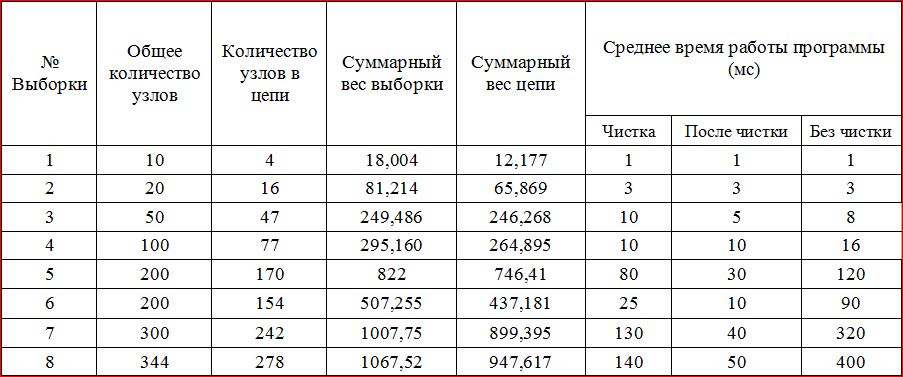 № Выборки Общее количество узлов Количество узлов в цепи Суммарный вес выборки Суммарный вес цепи Среднее время работы программы (мс)
Чистка После чистки Без чистки
1 10 4 18,004 12,177 1 1 1
2 20 16 81,214 65,869 3 3 3
3 50 47 249,486 246,268 10 5 8
4 100 77 295,160 264,895 10 10 16
5 200 170 822 746,41 80 30 120
6 200 154 507,255 437,181 25 10 90
7 300 242 1007,75 899,395 130 40 320
8 344 278 1067,52 947,617 140 50 400